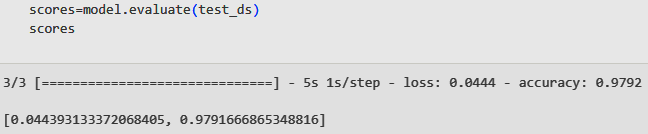 scores=model.evaluate(test_ds)
scores
3/3 [==============================] - 5s 1s/step - loss: 0.0444 - accuracy: 0.9792
[0.044393133372068405, 0.9791666865348816]